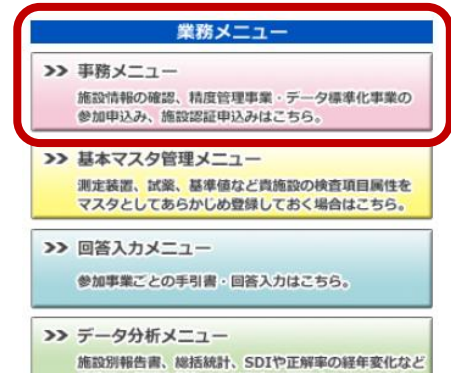 業務メニュー
>> 事務メニュー
施設情報の確認、精度管理事業・データ標準化事業の
参加申込み、施設認証申込みはこちら。
>> 基本マスタ管理メニュー
測定装置、試薬、基準値など貴施設の検査項目属性を
マスタとしてあらかじめ登録しておく場合はこちら。
>> 回答入力メニュー
参加事業ごとの手引書・回答入力はこちら。
>> データ分析メニュー
施設別報告書、総括統計、SDIや正解率の経年変化など